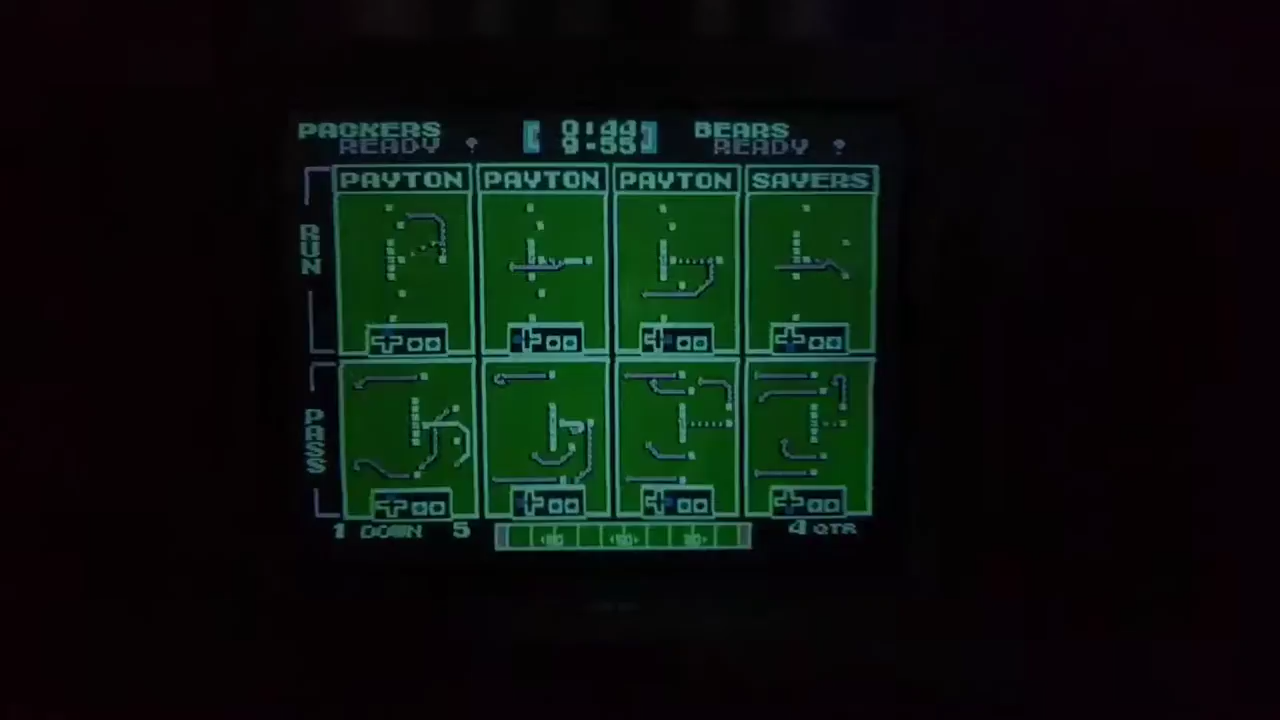 PACKERS 0:44 BEARS
READY ? 9-55 READY ?
PAYTON PAYTON PAYTON SAYERS
RUN
PASS
1 DOWN 5 4 QTR